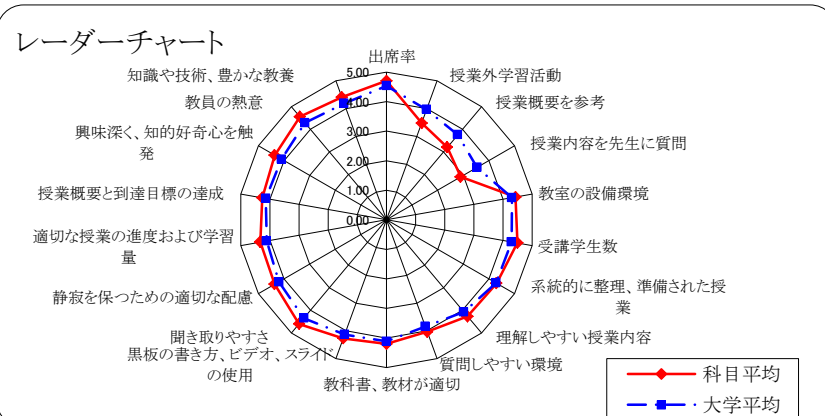 レーダーチャート
出席率
授業外学習活動
授業概要を参考
授業内容を先生に質問
教室の設備環境
受講学生数
系統的に整理、準備された授
業
理解しやすい授業内容
質問しやすい環境
教科書、教材が適切
黒板の書き方、ビデオ、スライド
の使用
聞き取りやすさ
静寂を保つための適切な配慮
適切な授業の進度および学習
量
授業概要と到達目標の達成
興味深く、知的好奇心を触
発
教員の熱意
知識や技術、豊かな教養
5.00
4.00
3.00
2.00
1.00
0.00
科目平均
大学平均